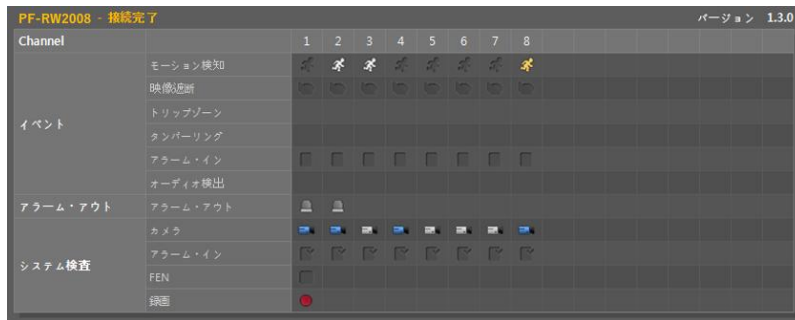 PF-RW2008 - 接続完了 バージョン 1.3.0
Channel 1 2 3 4 5 6 7 8
イベント
モーション検知
映像遮断
トリップゾーン
タンパーリング
アラーム・イン
オーディオ検出
アラーム・アウト アラーム・アウト
システム検査
カメラ
アラーム・イン
FEN
録画